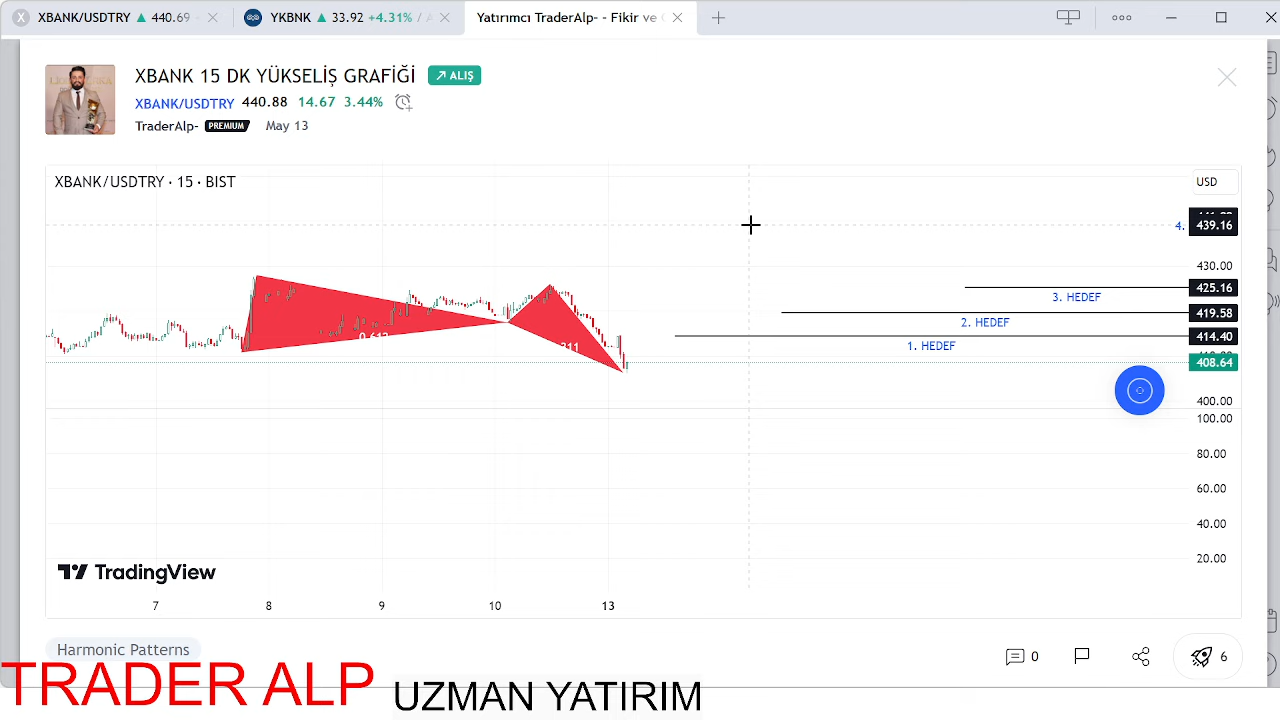 XBANK/USDTRY ▲ 440.69
YKBNK ▲ 33.92 +4.31% /
Yatırımcı TraderAlp- - Fikir ve
XBANK 15 DK YÜKSELİŞ GRAFİĞİ
ALIŞ
XBANK/USDTRY 440.88 14.67 3.44%
TraderAlp- PREMIUM May 13
XBANK/USDTRY · 15 · BIST
USD
4.
439.16
430.00
425.16
3. HEDEF
419.58
2. HEDEF
414.40
1. HEDEF
408.64
400.00
100.00
80.00
60.00
40.00
20.00
TradingView
7 8 9 10 13
Harmonic Patterns
0
6
TRADER ALP UZMAN YATIRIM